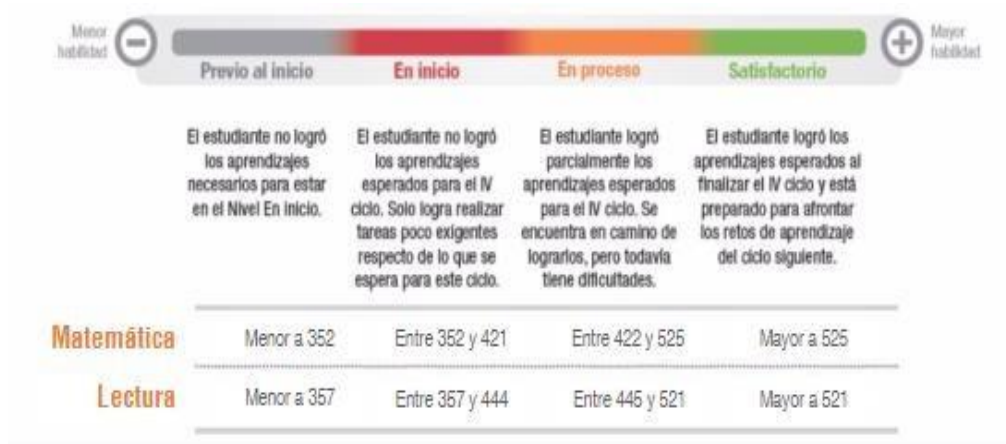 Menor habilidad
Mayor habilidad
Previo al inicio
En inicio
En proceso
Satisfactorio
El estudiante no logró
los aprendizajes
necesarios para estar
en el Nivel En inicio.
El estudiante no logró
los aprendizajes
esperados para el IV
ciclo. Solo logra realizar
tareas poco exigentes
respecto de lo que se
espera para este ciclo.
El estudiante logró
parcialmente los
aprendizajes esperados
para el IV ciclo. Se
encuentra en camino de
lograrlos, pero todavía
tiene dificultades.
El estudiante logró los
aprendizajes esperados al
finalizar el IV ciclo y está
preparado para afrontar
los retos de aprendizaje
del ciclo siguiente.
Matemática Menor a 352 Entre 352 y 421 Entre 422 y 525 Mayor a 525
Lectura Menor a 357 Entre 357 y 444 Entre 445 y 521 Mayor a 521